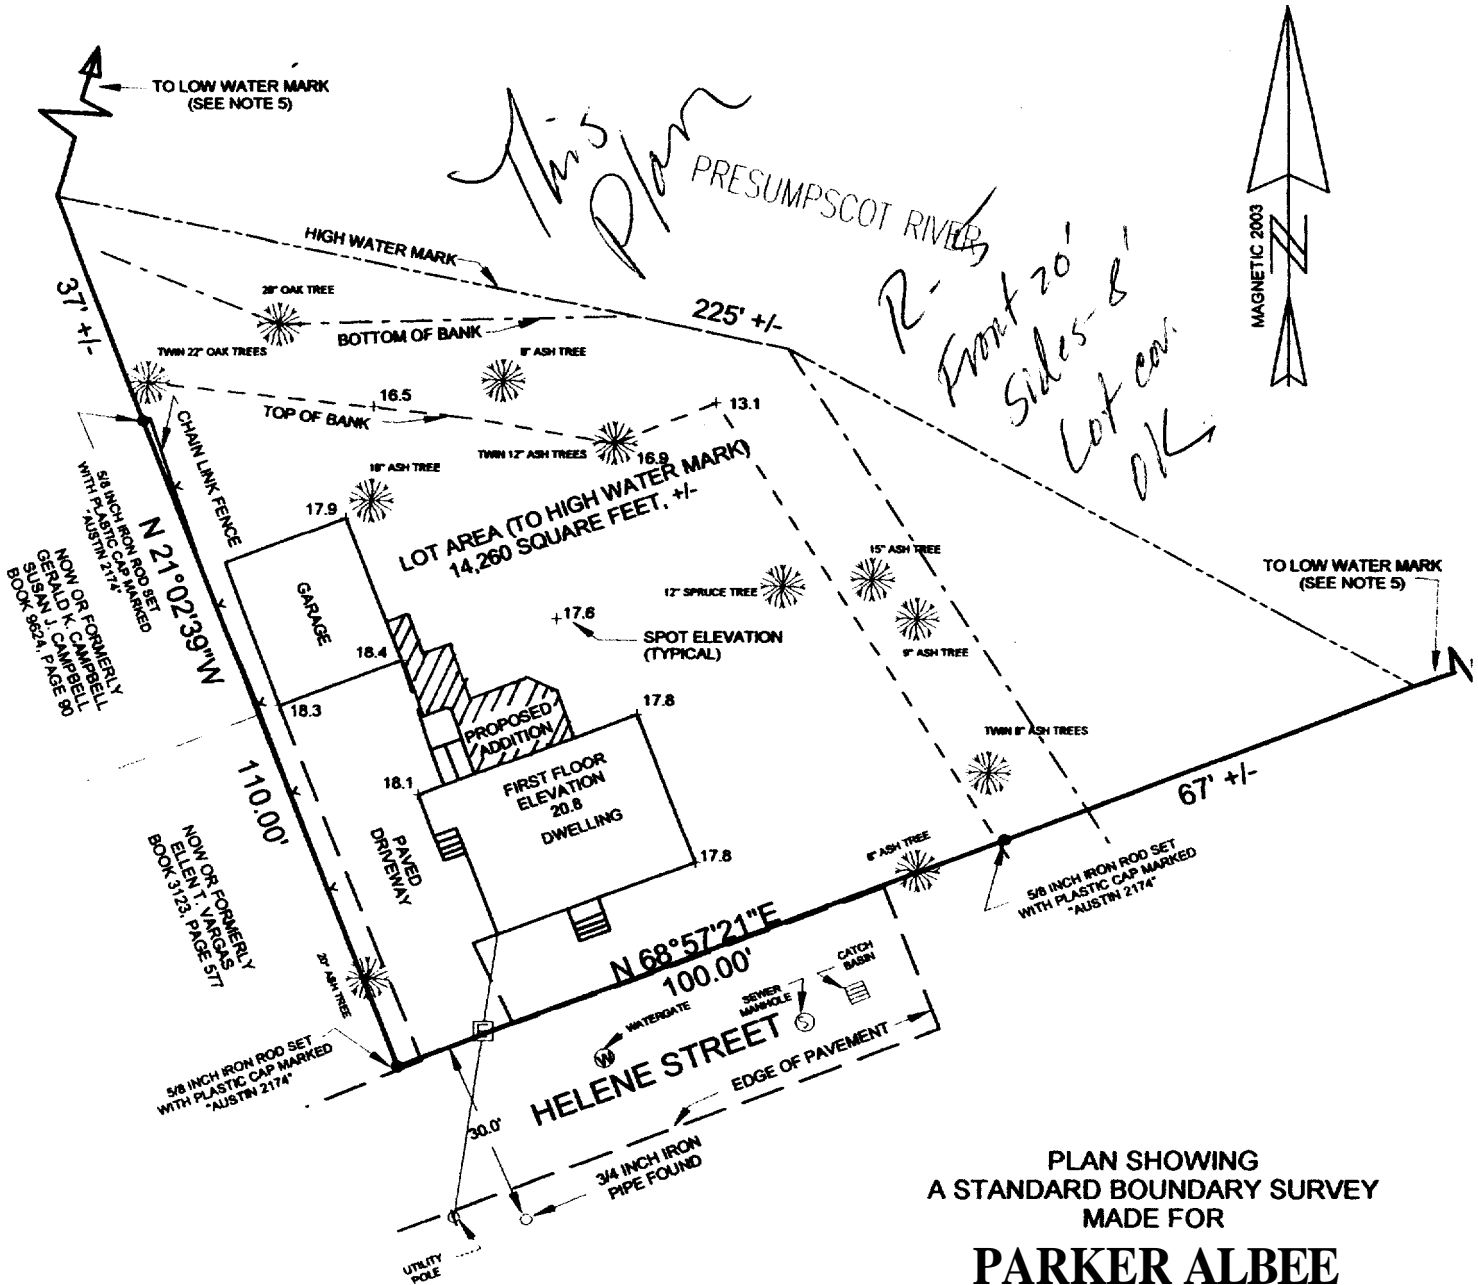 TO LOW WATER MARK
(SEE NOTE 5)
This
Plan
PRESUMPSCOT RIVER
R-5
Front 20'
Sides-8'
Lot cov.
OK
MAGNETIC 2003
N
HIGH WATER MARK
37' +/-
28" OAK TREE
225' +/-
BOTTOM OF BANK
TWIN 22" OAK TREES
8" ASH TREE
16.5
13.1
TOP OF BANK
CHAIN LINK FENCE
TWIN 12" ASH TREES
16.9
18" ASH TREE
5/8 INCH IRON ROD SET
WITH PLASTIC CAP MARKED
"AUSTIN 2174"
17.9
LOT AREA (TO HIGH WATER MARK)
14,260 SQUARE FEET, +/-
N 21°02'39"W
NOW OR FORMERLY
GERALD K. CAMPBELL
SUSAN J. CAMPBELL
BOOK 9624, PAGE 90
GARAGE
15" ASH TREE
12" SPRUCE TREE
9" ASH TREE
TO LOW WATER MARK
(SEE NOTE 5)
17.6
SPOT ELEVATION
(TYPICAL)
18.4
18.3
PROPOSED
ADDITION
17.8
TWIN 8" ASH TREES
110.00'
18.1
FIRST FLOOR
ELEVATION
20.8
DWELLING
67' +/-
PAVED
DRIVEWAY
17.8
NOW OR FORMERLY
ELLEN T. VARGAS
BOOK 3123, PAGE 577
8" ASH TREE
5/8 INCH IRON ROD SET
WITH PLASTIC CAP MARKED
"AUSTIN 2174"
20" ASH TREE
N 68°57'21"E
100.00'
CATCH
BASIN
SEWER
MANHOLE
S
WATERGATE
W
5/8 INCH IRON ROD SET
WITH PLASTIC CAP MARKED
"AUSTIN 2174"
HELENE STREET
EDGE OF PAVEMENT
30.0'
3/4 INCH IRON
PIPE FOUND
UTILITY
POLE
PLAN SHOWING
A STANDARD BOUNDARY SURVEY
MADE FOR
PARKER ALBEE